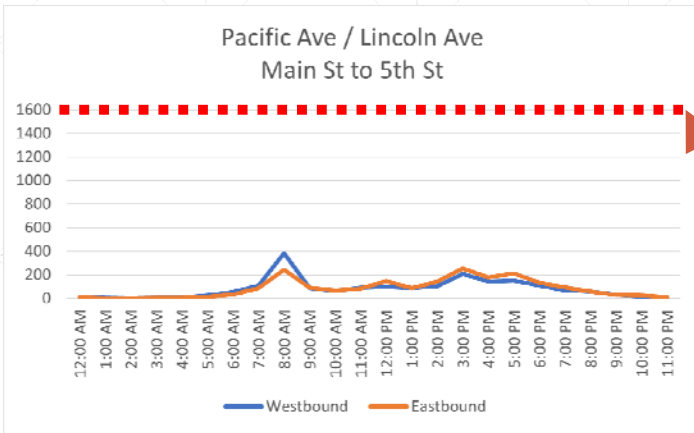 Pacific Ave / Lincoln Ave
Main St to 5th St
1600
1400
1200
1000
800
600
400
200
0
12:00 AM
1:00 AM
2:00 AM
3:00 AM
4:00 AM
5:00 AM
6:00 AM
7:00 AM
8:00 AM
9:00 AM
10:00 AM
11:00 AM
12:00 PM
1:00 PM
2:00 PM
3:00 PM
4:00 PM
5:00 PM
6:00 PM
7:00 PM
8:00 PM
9:00 PM
10:00 PM
11:00 PM
Westbound Eastbound